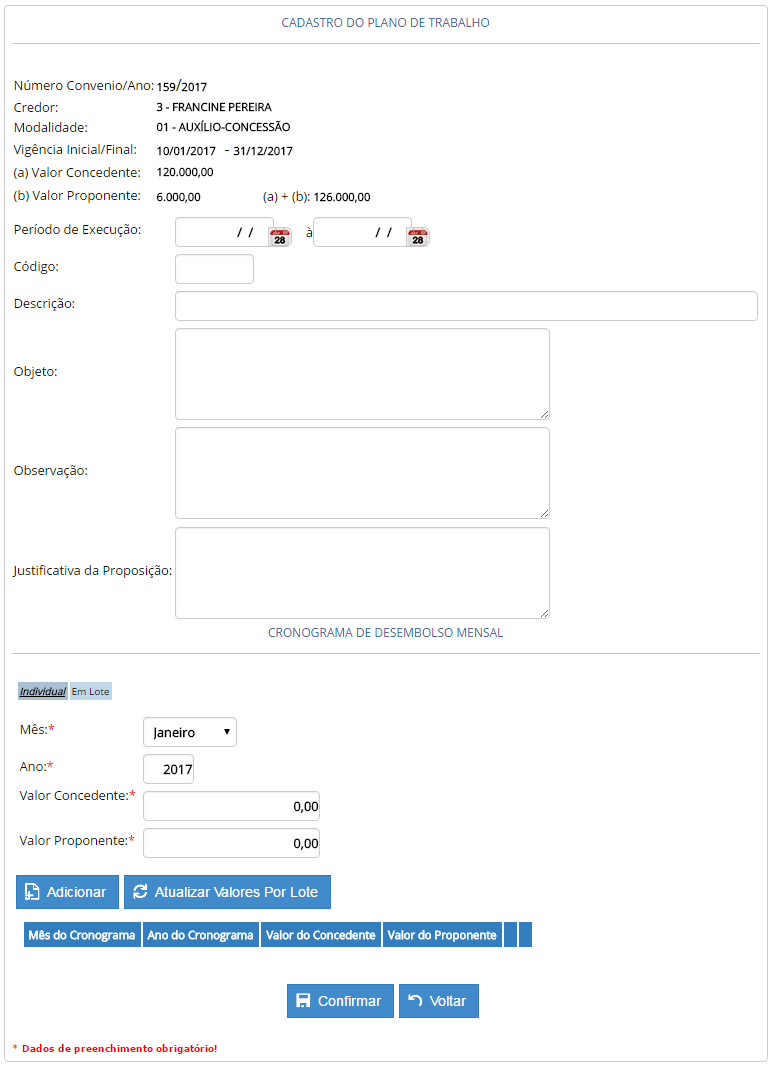 CADASTRO DO PLANO DE TRABALHO
Número Convenio/Ano: 159/2017
Credor: 3 - FRANCINE PEREIRA
Modalidade: 01 - AUXÍLIO-CONCESSÃO
Vigência Inicial/Final: 10/01/2017 - 31/12/2017
(a) Valor Concedente: 120.000,00
(b) Valor Proponente: 6.000,00 (a) + (b): 126.000,00
Período de Execução: / / 28 à / / 28
Código:
Descrição:
Objeto:
Observação:
Justificativa da Proposição:
CRONOGRAMA DE DESEMBOLSO MENSAL
Individual Em Lote
Mês:* Janeiro
Ano:* 2017
Valor Concedente:* 0,00
Valor Proponente:* 0,00
Adicionar Atualizar Valores Por Lote
Mês do Cronograma Ano do Cronograma Valor do Concedente Valor do Proponente
Confirmar Voltar
* Dados de preenchimento obrigatório!